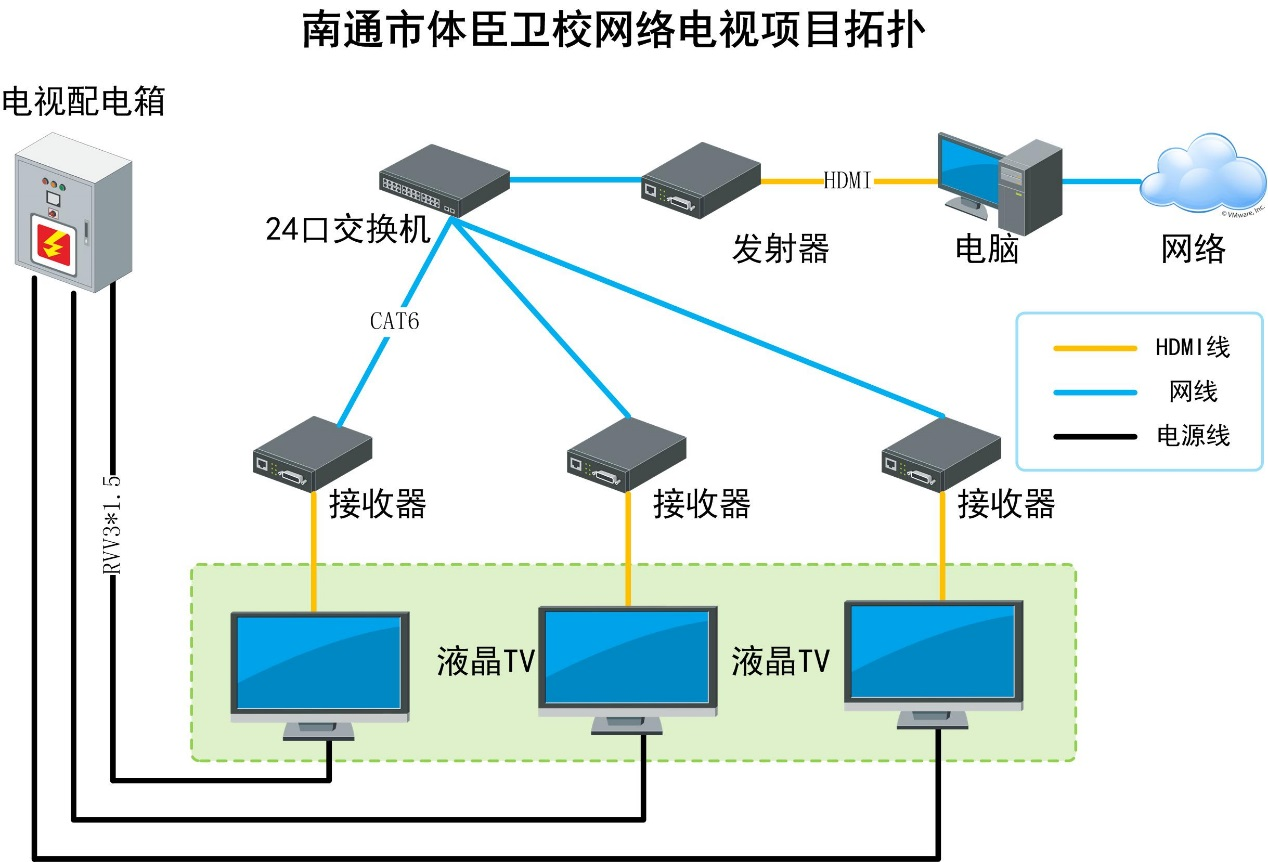 南通市体臣卫校网络电视项目拓扑
电视配电箱
24口交换机
发射器
HDMI
电脑
网络
© VMware, Inc.
CAT6
HDMI线
网线
电源线
RVV3*1.5
接收器
接收器
接收器
液晶TV
液晶TV